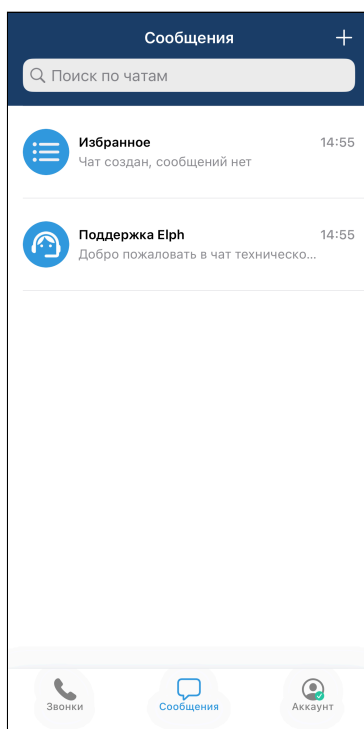 Сообщения
Поиск по чатам
Избранное 14:55
Чат создан, сообщений нет
Поддержка Elph 14:55
Добро пожаловать в чат техническо...
Звонки Сообщения Аккаунт